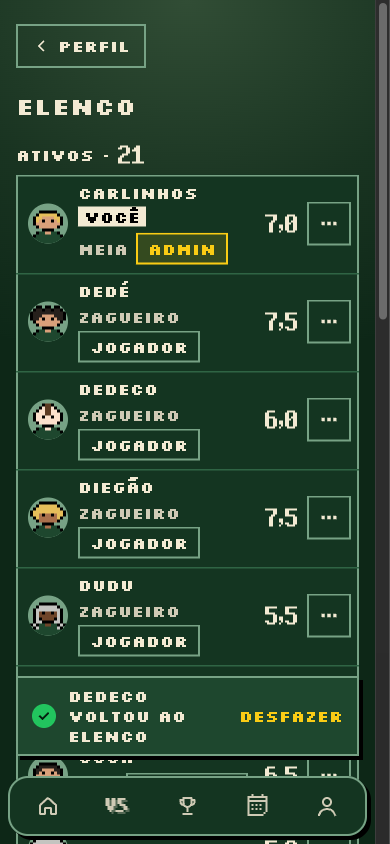 PERFIL
ELENCO
ATIVOS · 21
CARLINHOS
VOCÊ
MEIA ADMIN
7,0 ...
DEDÉ
ZAGUEIRO
JOGADOR
7,5 ...
DEDECO
ZAGUEIRO
JOGADOR
6,0 ...
DIEGÃO
ZAGUEIRO
JOGADOR
7,5 ...
DUDU
ZAGUEIRO
JOGADOR
5,5 ...
DEDECO
VOLTOU AO
ELENCO
DESFAZER
6,5
VS